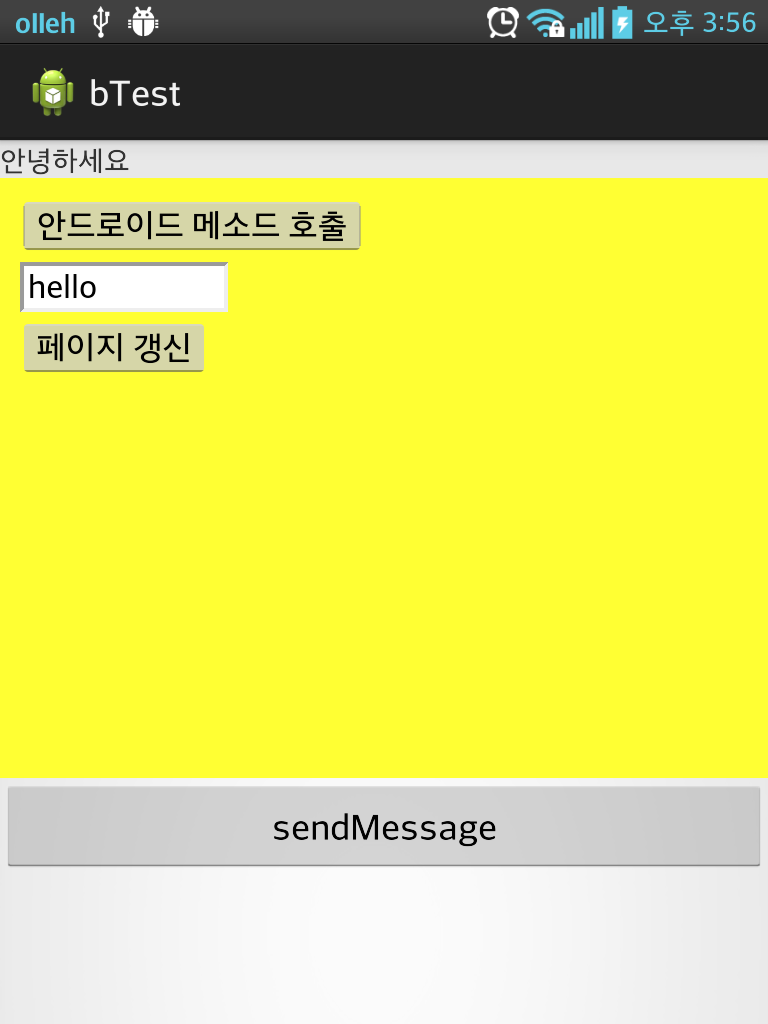 olleh 오후 3:56
bTest
안녕하세요
안드로이드 메소드 호출
hello
페이지 갱신
sendMessage